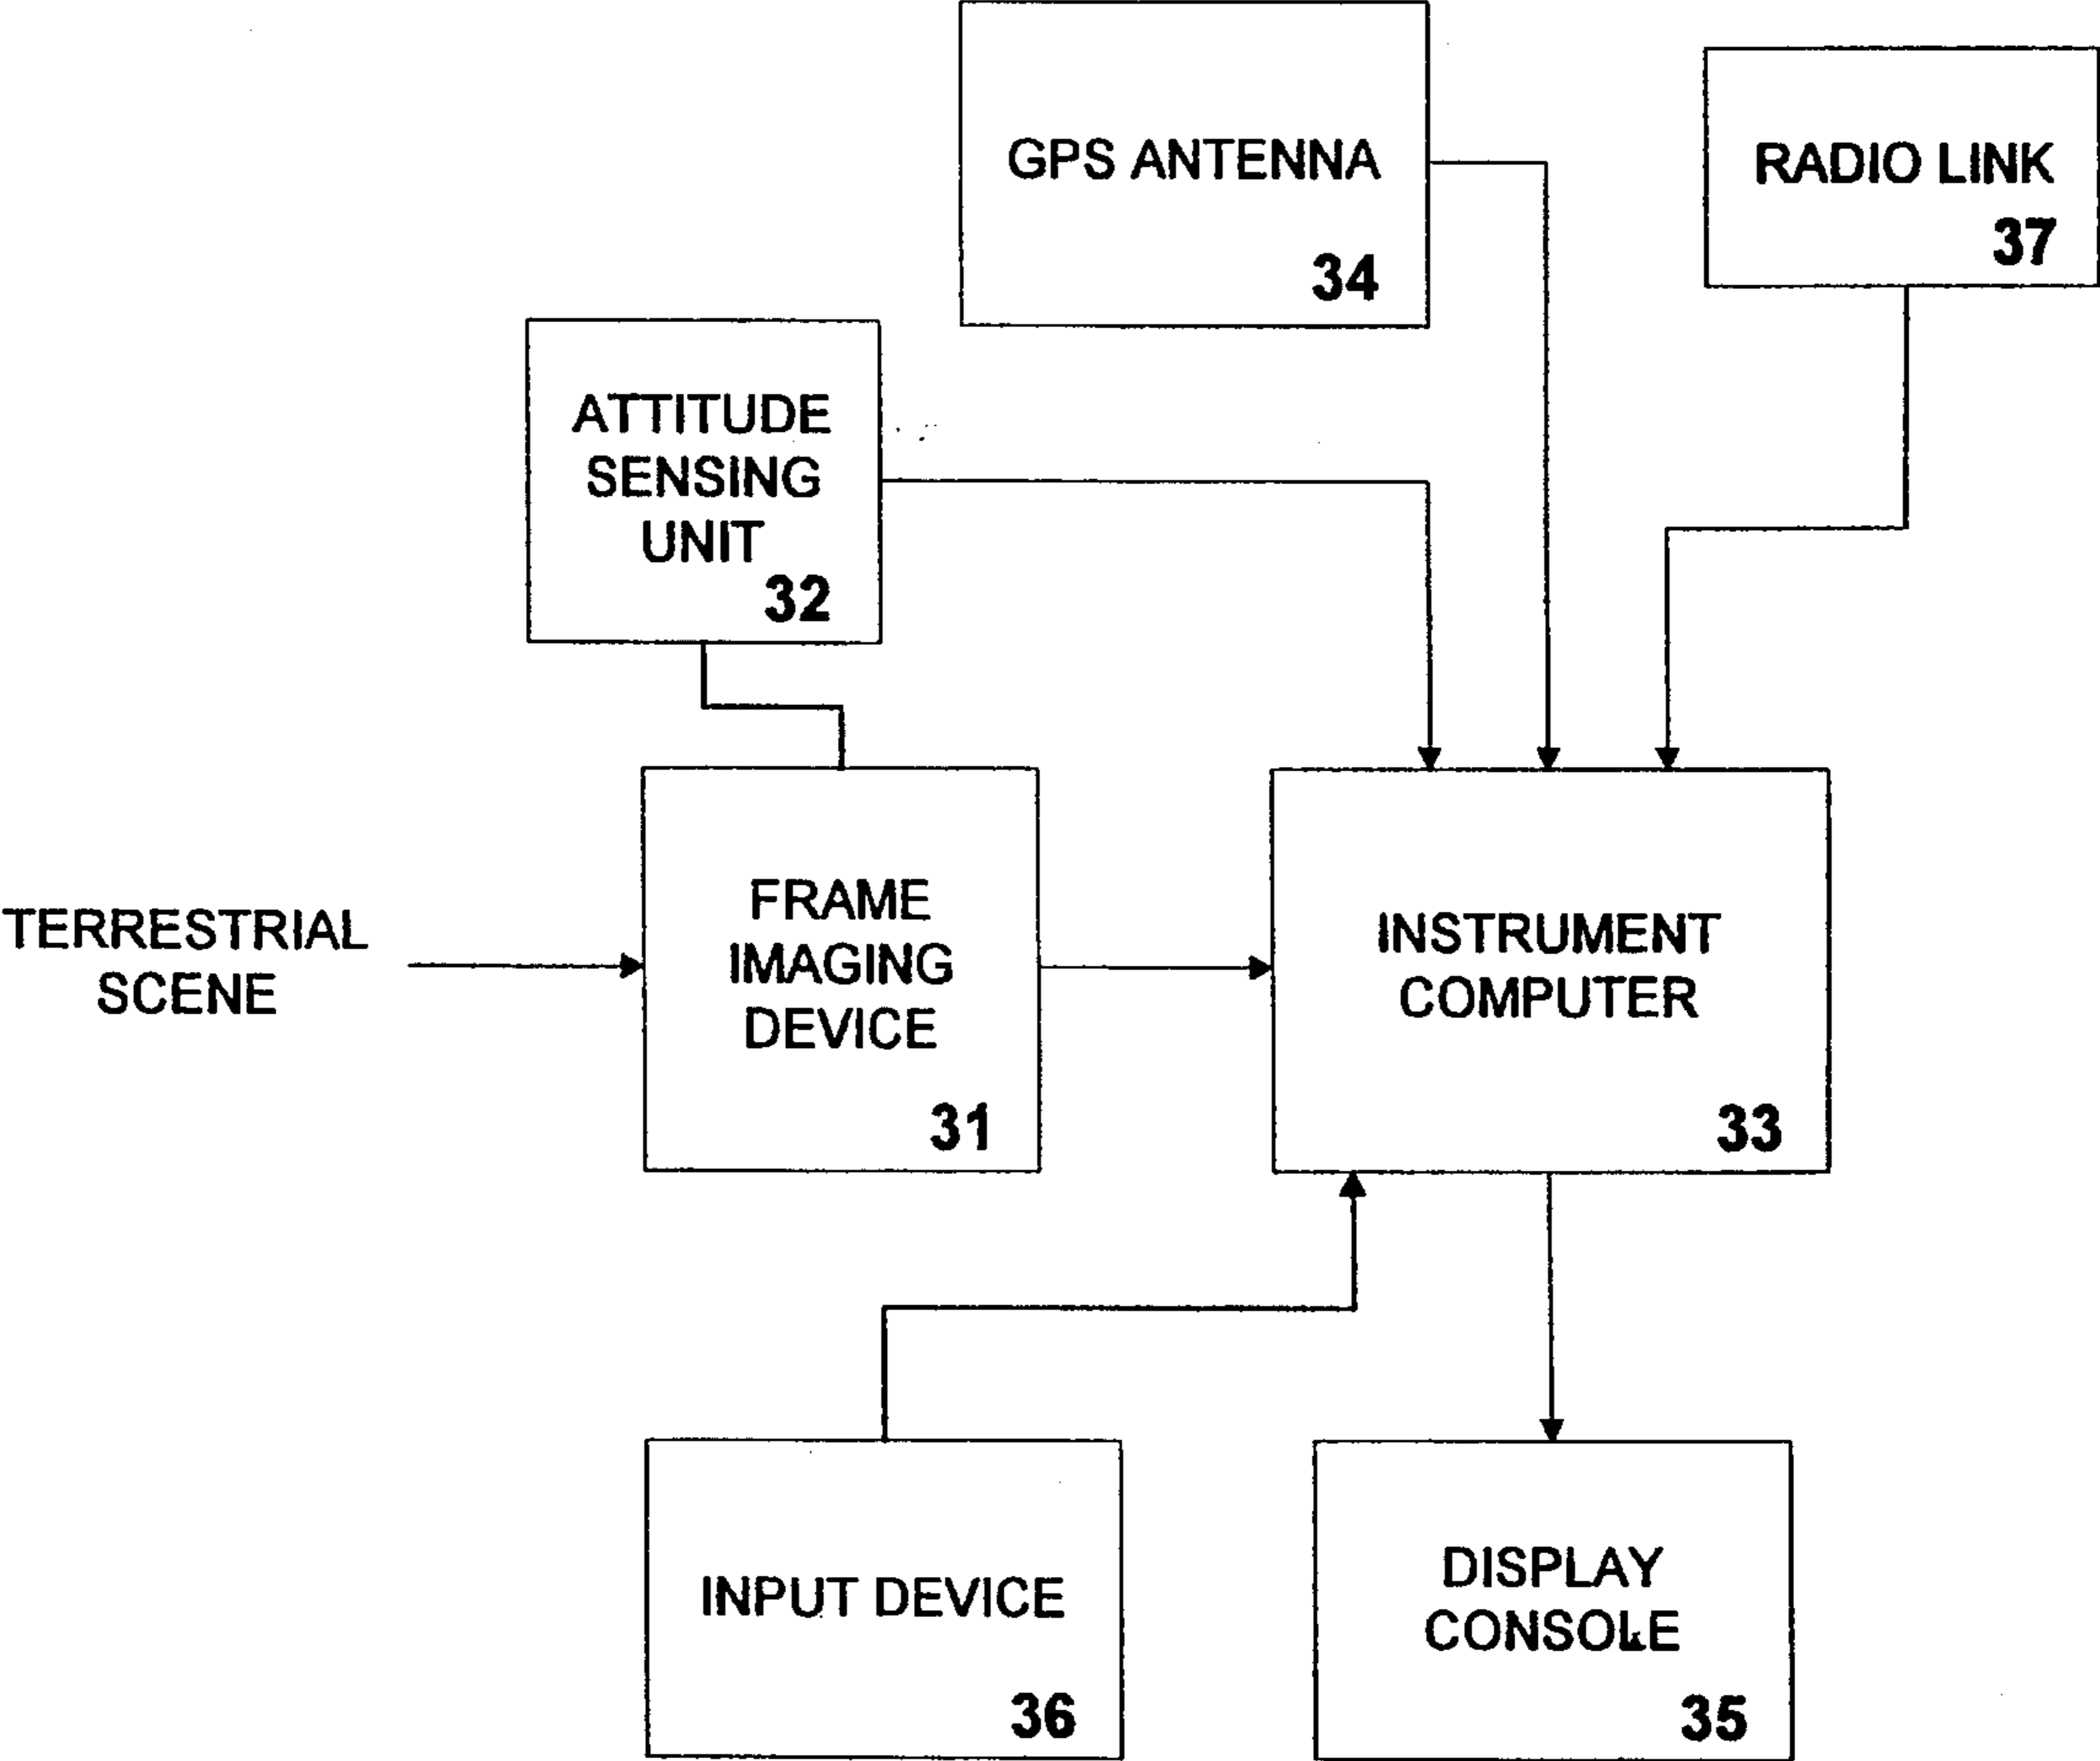 GPS ANTENNA
34
RADIO LINK
37
ATTITUDE
SENSING
UNIT
32
TERRESTRIAL
SCENE
FRAME
IMAGING
DEVICE
31
INSTRUMENT
COMPUTER
33
INPUT DEVICE
36
DISPLAY
CONSOLE
35